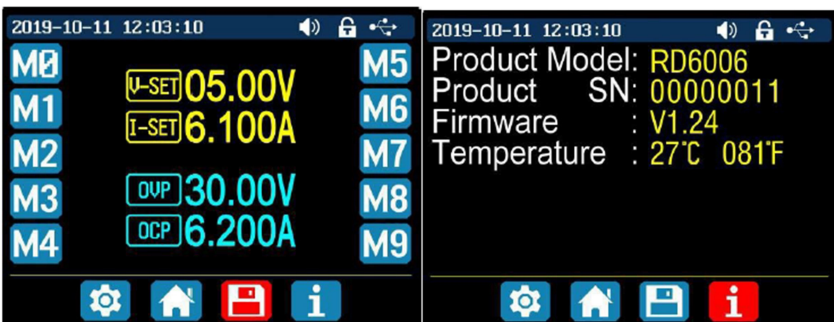 2019-10-11 12:03:10
M0
M1
M2
M3
M4
V-SET 05.00V
I-SET 6.100A
OVP 30.00V
OCP 6.200A
M5
M6
M7
M8
M9
i
2019-10-11 12:03:10
Product Model: RD6006
Product SN: 00000011
Firmware : V1.24
Temperature : 27℃ 081℉
i